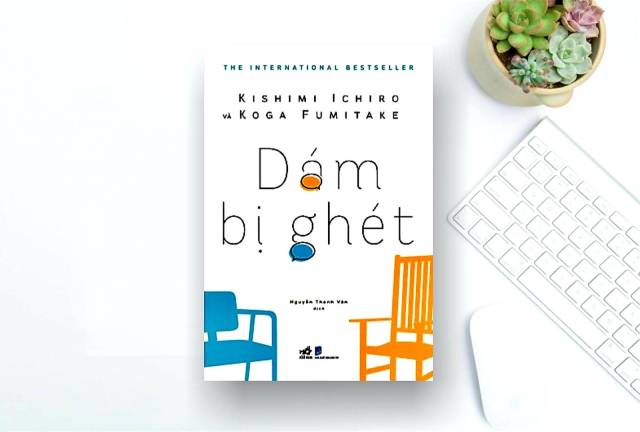 THE INTERNATIONAL BESTSELLER
KISHIMI ICHIRO
VÀ KOGA FUMITAKE
Dám
bị ghét
Nguyễn Thanh Vân
dịch